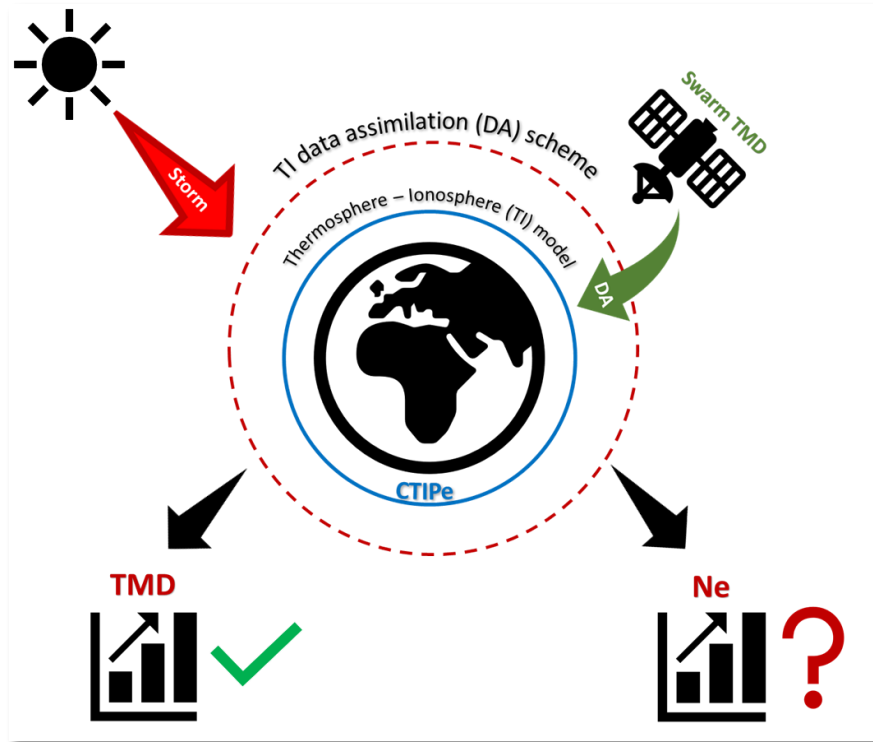 Swarm TMD
TI data assimilation (DA) scheme
Storm
Thermosphere – Ionosphere (TI) model
DA
CTIPe
TMD
Ne
?